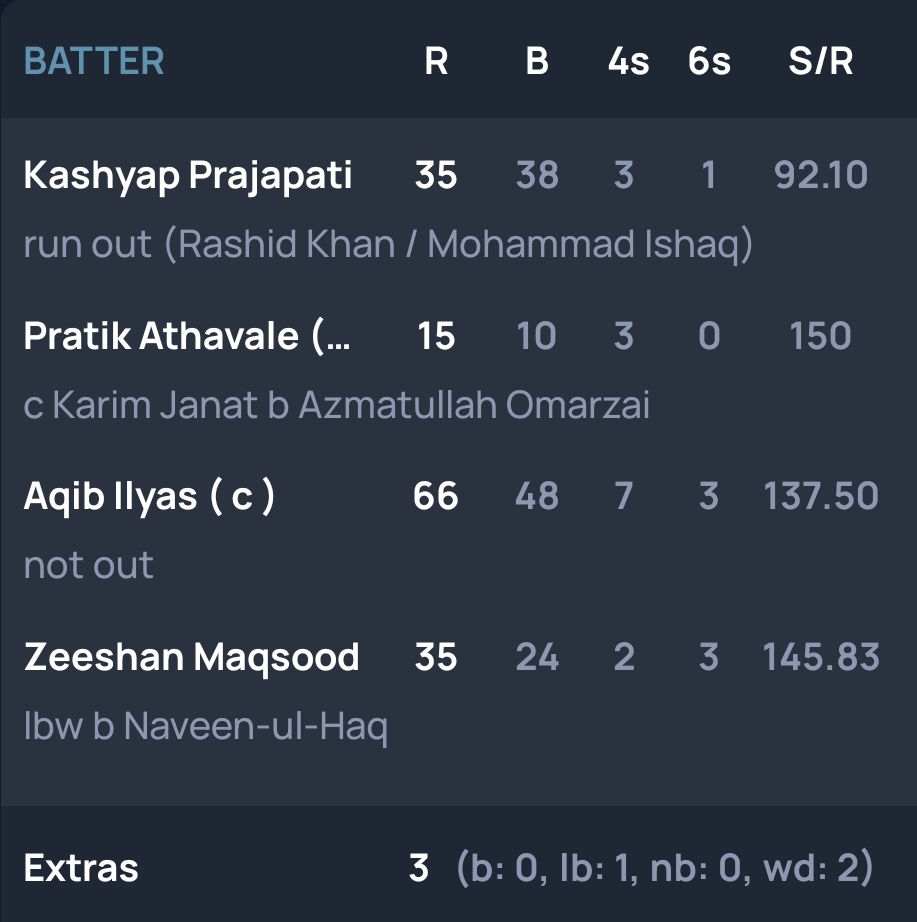 BATTER R B 4s 6s S/R
Kashyap Prajapati 35 38 3 1 92.10
run out (Rashid Khan / Mohammad Ishaq)
Pratik Athavale (... 15 10 3 0 150
c Karim Janat b Azmatullah Omarzai
Aqib Ilyas ( c ) 66 48 7 3 137.50
not out
Zeeshan Maqsood 35 24 2 3 145.83
lbw b Naveen-ul-Haq
Extras 3 (b: 0, lb: 1, nb: 0, wd: 2)